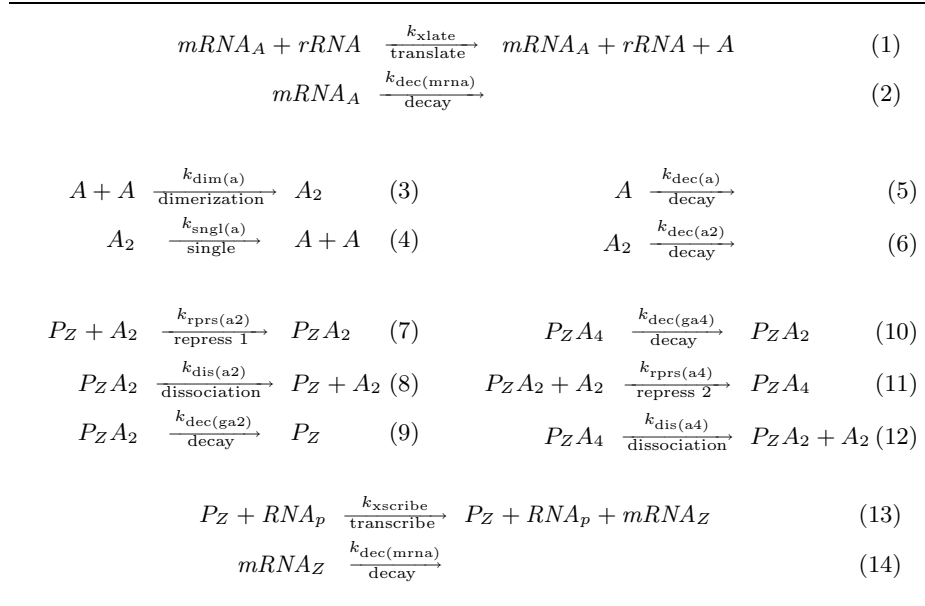 mRNA_A + rRNA —k_xlate / translate→ mRNA_A + rRNA + A (1)
mRNA_A —k_dec(mrna) / decay→ (2)
A + A —k_dim(a) / dimerization→ A_2 (3)
A_2 —k_sngl(a) / single→ A + A (4)
A —k_dec(a) / decay→ (5)
A_2 —k_dec(a2) / decay→ (6)
P_Z + A_2 —k_rprs(a2) / repress 1→ P_Z A_2 (7)
P_Z A_2 —k_dis(a2) / dissociation→ P_Z + A_2 (8)
P_Z A_2 —k_dec(ga2) / decay→ P_Z (9)
P_Z A_4 —k_dec(ga4) / decay→ P_Z A_2 (10)
P_Z A_2 + A_2 —k_rprs(a4) / repress 2→ P_Z A_4 (11)
P_Z A_4 —k_dis(a4) / dissociation→ P_Z A_2 + A_2 (12)
P_Z + RNA_p —k_xscribe / transcribe→ P_Z + RNA_p + mRNA_Z (13)
mRNA_Z —k_dec(mrna) / decay→ (14)